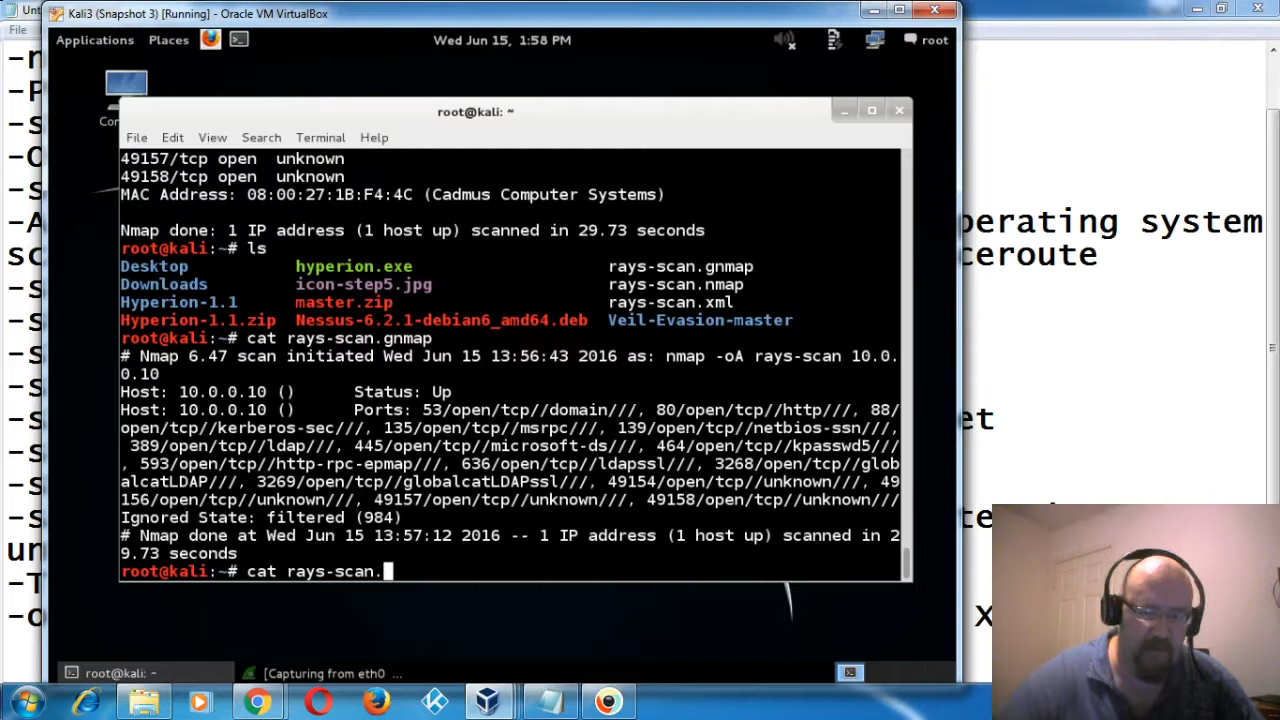 Unt
Kali3 (Snapshot 3) [Running] - Oracle VM VirtualBox
File
Applications Places Wed Jun 15, 1:58 PM root
root@kali: ~
File Edit View Search Terminal Help
49157/tcp open  unknown
49158/tcp open  unknown
MAC Address: 08:00:27:1B:F4:4C (Cadmus Computer Systems)
Nmap done: 1 IP address (1 host up) scanned in 29.73 seconds
root@kali:~# ls
Desktop hyperion.exe rays-scan.gnmap
Downloads icon-step5.jpg rays-scan.nmap
Hyperion-1.1 master.zip rays-scan.xml
Hyperion-1.1.zip Nessus-6.2.1-debian6_amd64.deb Veil-Evasion-master
root@kali:~# cat rays-scan.gnmap
# Nmap 6.47 scan initiated Wed Jun 15 13:56:43 2016 as: nmap -oA rays-scan 10.0.
0.10
Host: 10.0.0.10 () Status: Up
Host: 10.0.0.10 () Ports: 53/open/tcp//domain///, 80/open/tcp//http///, 88/
open/tcp//kerberos-sec///, 135/open/tcp//msrpc///, 139/open/tcp//netbios-ssn///,
389/open/tcp//ldap///, 445/open/tcp//microsoft-ds///, 464/open/tcp//kpasswd5///
, 593/open/tcp//http-rpc-epmap///, 636/open/tcp//ldapssl///, 3268/open/tcp//glob
alcatLDAP///, 3269/open/tcp//globalcatLDAPssl///, 49154/open/tcp//unknown///, 49
156/open/tcp//unknown///, 49157/open/tcp//unknown///, 49158/open/tcp//unknown///
Ignored State: filtered (984)
# Nmap done at Wed Jun 15 13:57:12 2016 -- 1 IP address (1 host up) scanned in 2
9.73 seconds
root@kali:~# cat rays-scan.
root@kali: ~ [Capturing from eth0 ...
-O
-A perating system
sc ceroute
et
un
-T